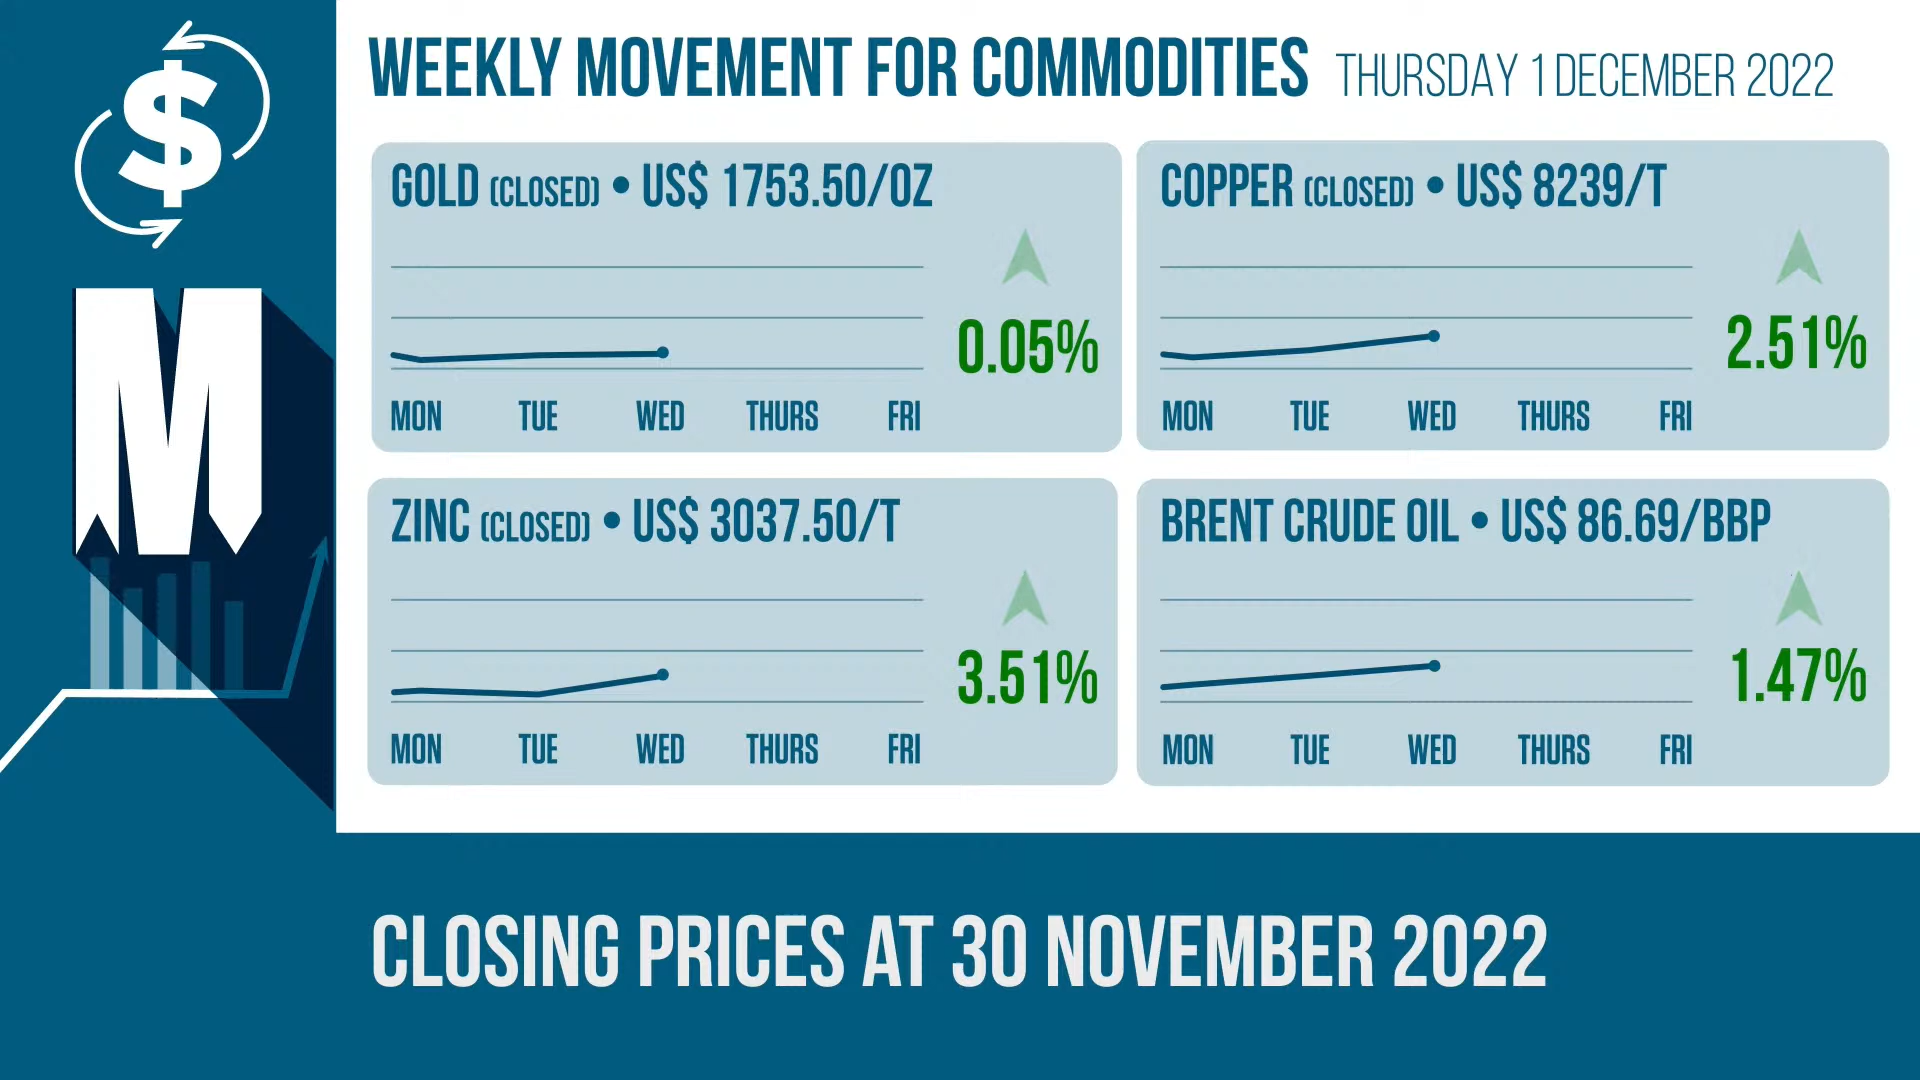 $
M
WEEKLY MOVEMENT FOR COMMODITIES THURSDAY 1 DECEMBER 2022
GOLD (CLOSED) • US$ 1753.50/OZ
0.05%
MON TUE WED THURS FRI
COPPER (CLOSED) • US$ 8239/T
2.51%
MON TUE WED THURS FRI
ZINC (CLOSED) • US$ 3037.50/T
3.51%
MON TUE WED THURS FRI
BRENT CRUDE OIL • US$ 86.69/BBP
1.47%
MON TUE WED THURS FRI
CLOSING PRICES AT 30 NOVEMBER 2022